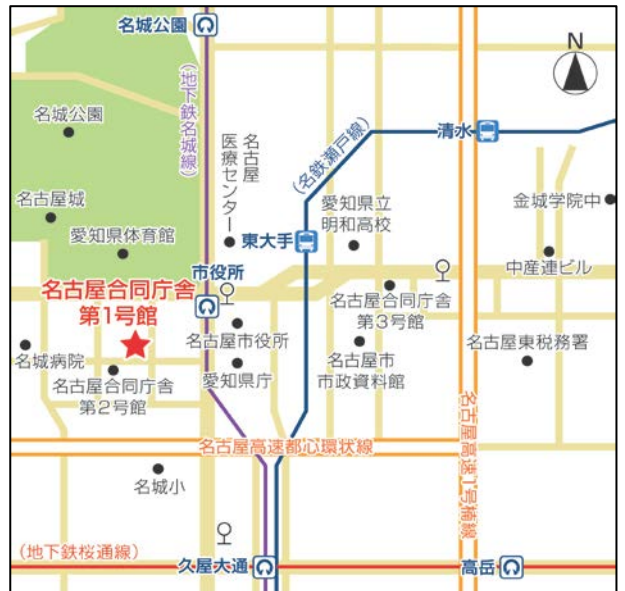 名城公園
N
(地下鉄名城線)
名城公園
名古屋
医療センター
(名鉄瀬戸線)
清水
名古屋城
愛知県立
明和高校
金城学院中
愛知県体育館
東大手
中産連ビル
市役所
名古屋合同庁舎
第1号館
名古屋合同庁舎
第3号館
名古屋市役所
名城病院
名古屋市
市政資料館
名古屋東税務署
愛知県庁
名古屋合同庁舎
第2号館
名古屋高速都心環状線
名古屋高速1号楠線
名城小
(地下鉄桜通線)
久屋大通
高岳